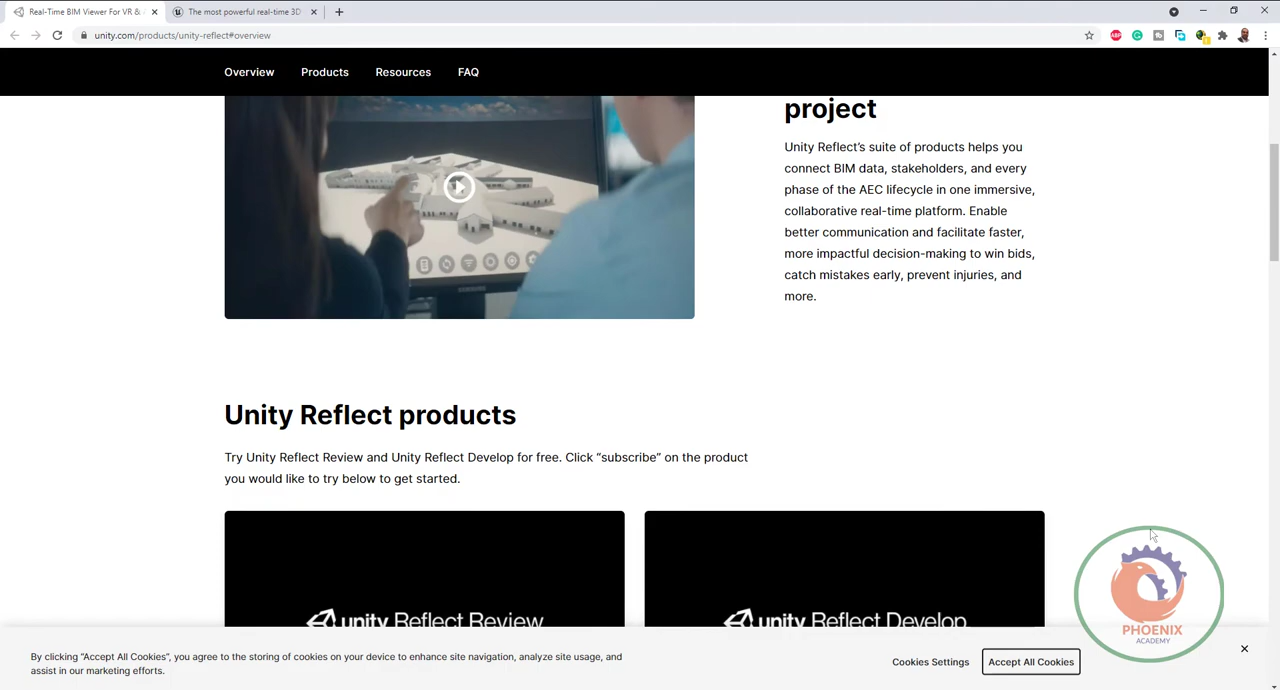 Real-Time BIM Viewer For VR &
The most powerful real-time 3D
unity.com/products/unity-reflect#overview
ABP
Overview
Products
Resources
FAQ
project
Unity Reflect's suite of products helps you
connect BIM data, stakeholders, and every
phase of the AEC lifecycle in one immersive,
collaborative real-time platform. Enable
better communication and facilitate faster,
more impactful decision-making to win bids,
catch mistakes early, prevent injuries, and
more.
SAMSUNG
Unity Reflect products
Try Unity Reflect Review and Unity Reflect Develop for free. Click “subscribe” on the product
you would like to try below to get started.
unity Reflect Review
unity Reflect Develop
PHOENIX
ACADEMY
By clicking “Accept All Cookies”, you agree to the storing of cookies on your device to enhance site navigation, analyze site usage, and
assist in our marketing efforts.
Cookies Settings
Accept All Cookies